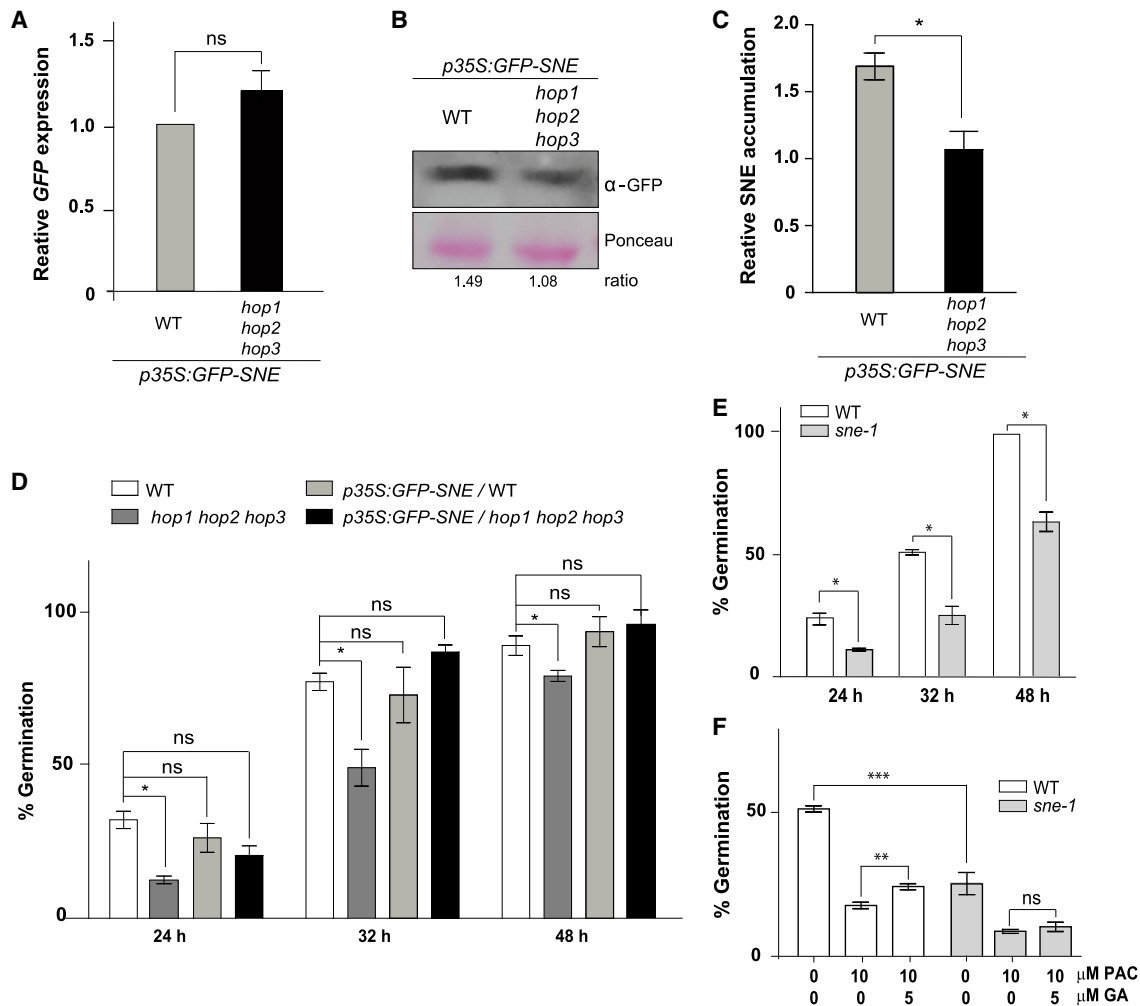 A
Reative GFP expression
1.5
1.0
0.5
0
ns
WT
hop1
hop2
hop3
p35S:GFP-SNE
B
p35S:GFP-SNE
WT
hop1
hop2
hop3
α-GFP
Ponceau
1.49 1.08 ratio
C
Reative SNE accumulation
2.0
1.5
1.0
0.5
0
*
WT
hop1
hop2
hop3
p35S:GFP-SNE
D
WT
hop1 hop2 hop3
p35S:GFP-SNE / WT
p35S:GFP-SNE / hop1 hop2 hop3
% Germination
100
50
0
ns
ns
*
ns
ns
*
ns
ns
*
24 h 32 h 48 h
E
WT
sne-1
% Germination
100
50
0
*
*
*
24 h 32 h 48 h
F
WT
sne-1
% Germination
50
0
***
**
ns
0 10 10 0 10 10 μM PAC
0 0 5 0 0 5 μM GA